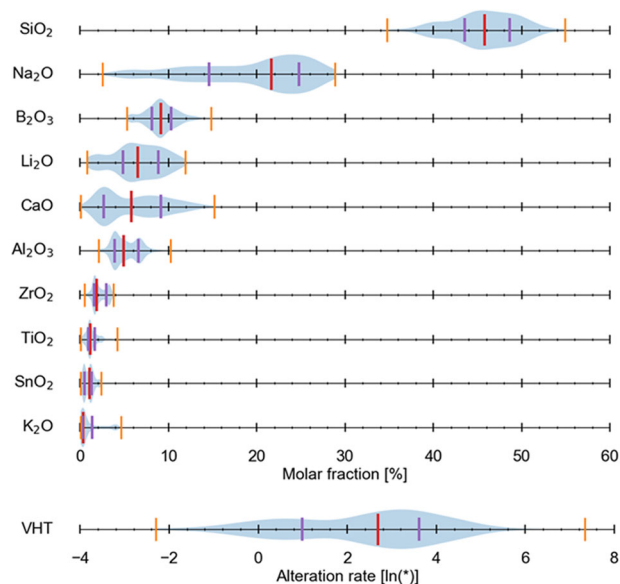 SiO₂
Na₂O
B₂O₃
Li₂O
CaO
Al₂O₃
ZrO₂
TiO₂
SnO₂
K₂O
0 10 20 30 40 50 60
Molar fraction [%]
VHT
−4 −2 0 2 4 6 8
Alteration rate [ln(*)]